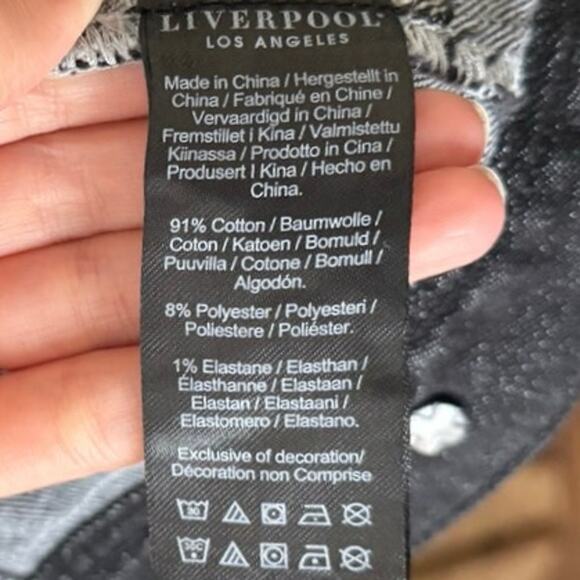 LIVERPOOL
LOS ANGELES
Made in China / Hergestellt in
China / Fabriqué en Chine /
Vervaardigd in China /
Fremstillet i Kina / Valmistettu
Kiinassa / Prodotto in Cina /
Produsert I Kina / Hecho en
China.
91% Cotton / Baumwolle /
Coton / Katoen / Bomuld /
Puuvilla / Cotone / Bomull /
Algodón.
8% Polyester / Polyesteri /
Poliestere / Poliéster.
1% Elastane / Elasthan /
Élasthanne / Elastaan /
Elastan / Elastaani /
Elastomero / Elastano.
Exclusive of decoration/
Décoration non Comprise